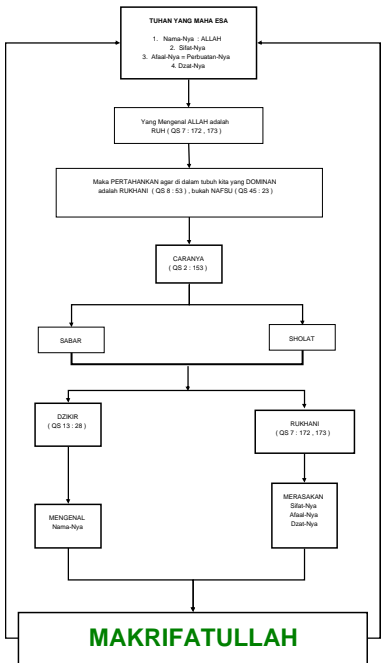 TUHAN YANG MAHA ESA
1. Nama-Nya : ALLAH
2. Sifat-Nya
3. Afaal-Nya = Perbuatan-Nya
4. Dzat-Nya
Yang Mengenal ALLAH adalah
RUH ( QS 7 : 172 , 173 )
Maka PERTAHANKAN agar di dalam tubuh kita yang DOMINAN
adalah RUKHANI ( QS 8 : 53 ) , bukah NAFSU ( QS 45 : 23 )
CARANYA
( QS 2 : 153 )
SABAR
SHOLAT
DZIKIR
( QS 13 : 28 )
RUKHANI
( QS 7 : 172 , 173 )
MENGENAL
Nama-Nya
MERASAKAN
Sifat-Nya
Afaal-Nya
Dzat-Nya
MAKRIFATULLAH